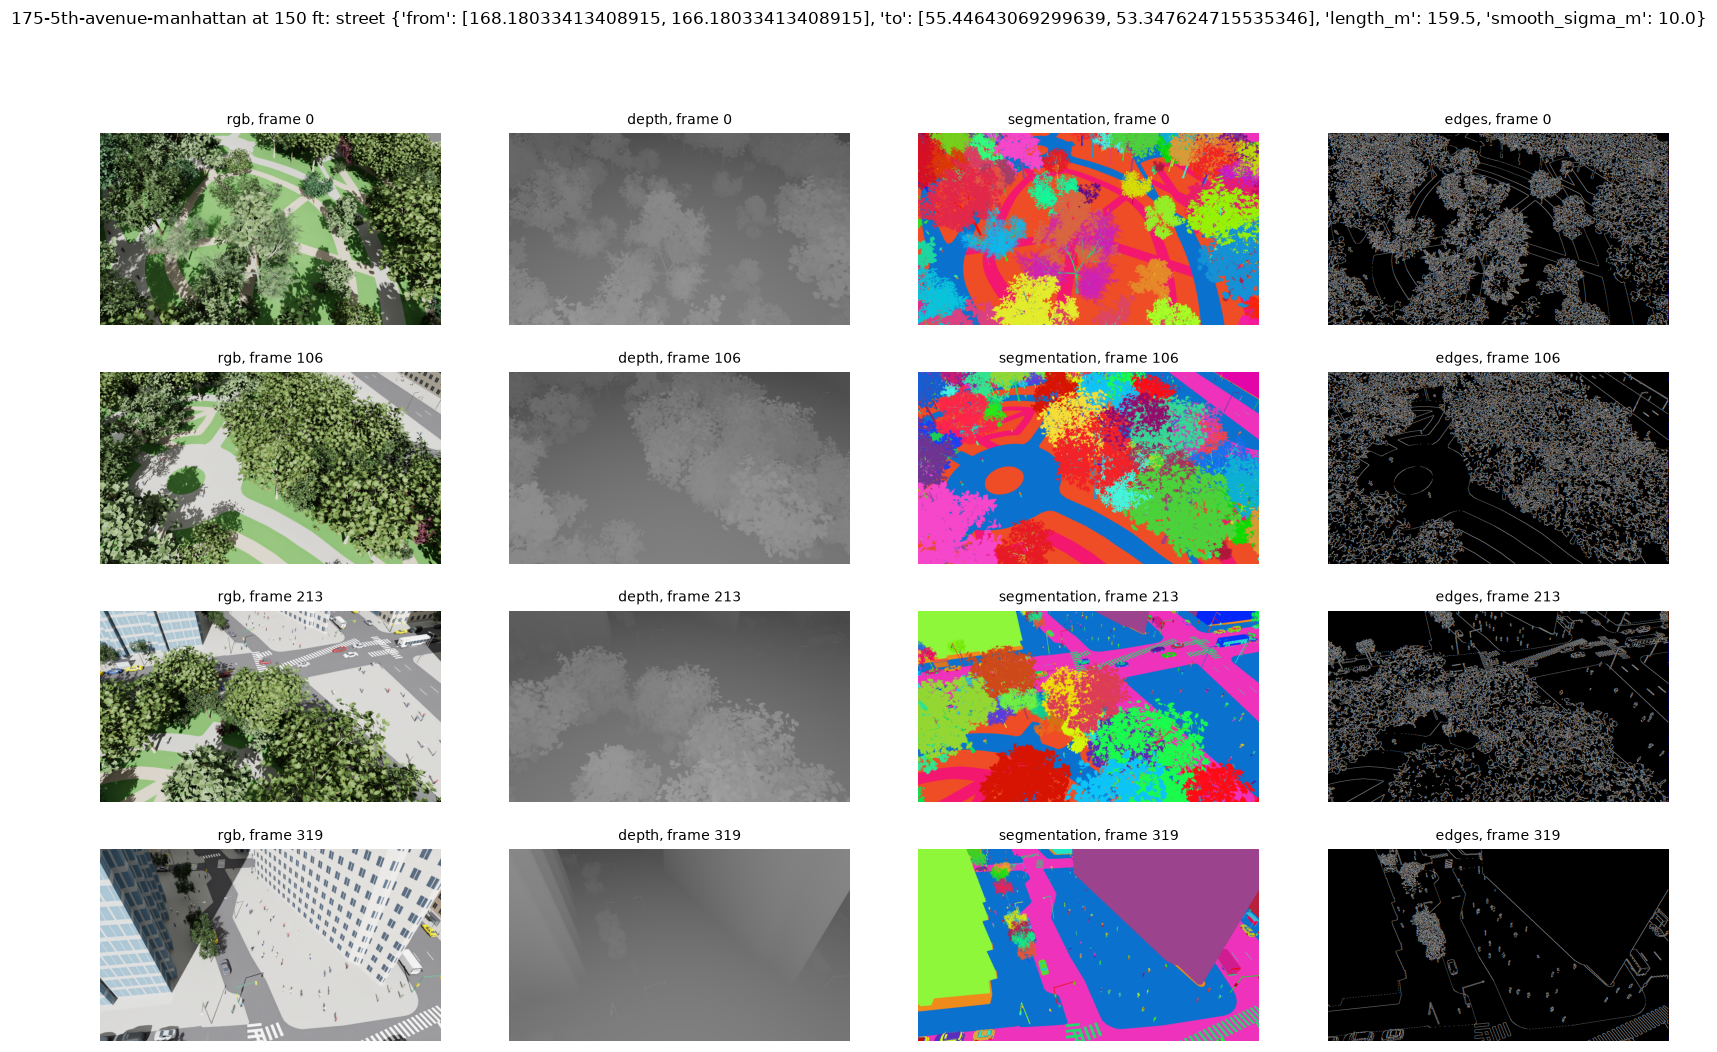 175-5th-avenue-manhattan at 150 ft: street {'from': [168.18033413408915, 166.18033413408915], 'to': [55.44643069299639, 53.347624715535346], 'length_m': 159.5, 'smooth_sigma_m': 10.0}
rgb, frame 0
depth, frame 0
segmentation, frame 0
edges, frame 0
rgb, frame 106
depth, frame 106
segmentation, frame 106
edges, frame 106
rgb, frame 213
depth, frame 213
segmentation, frame 213
edges, frame 213
rgb, frame 319
depth, frame 319
segmentation, frame 319
edges, frame 319